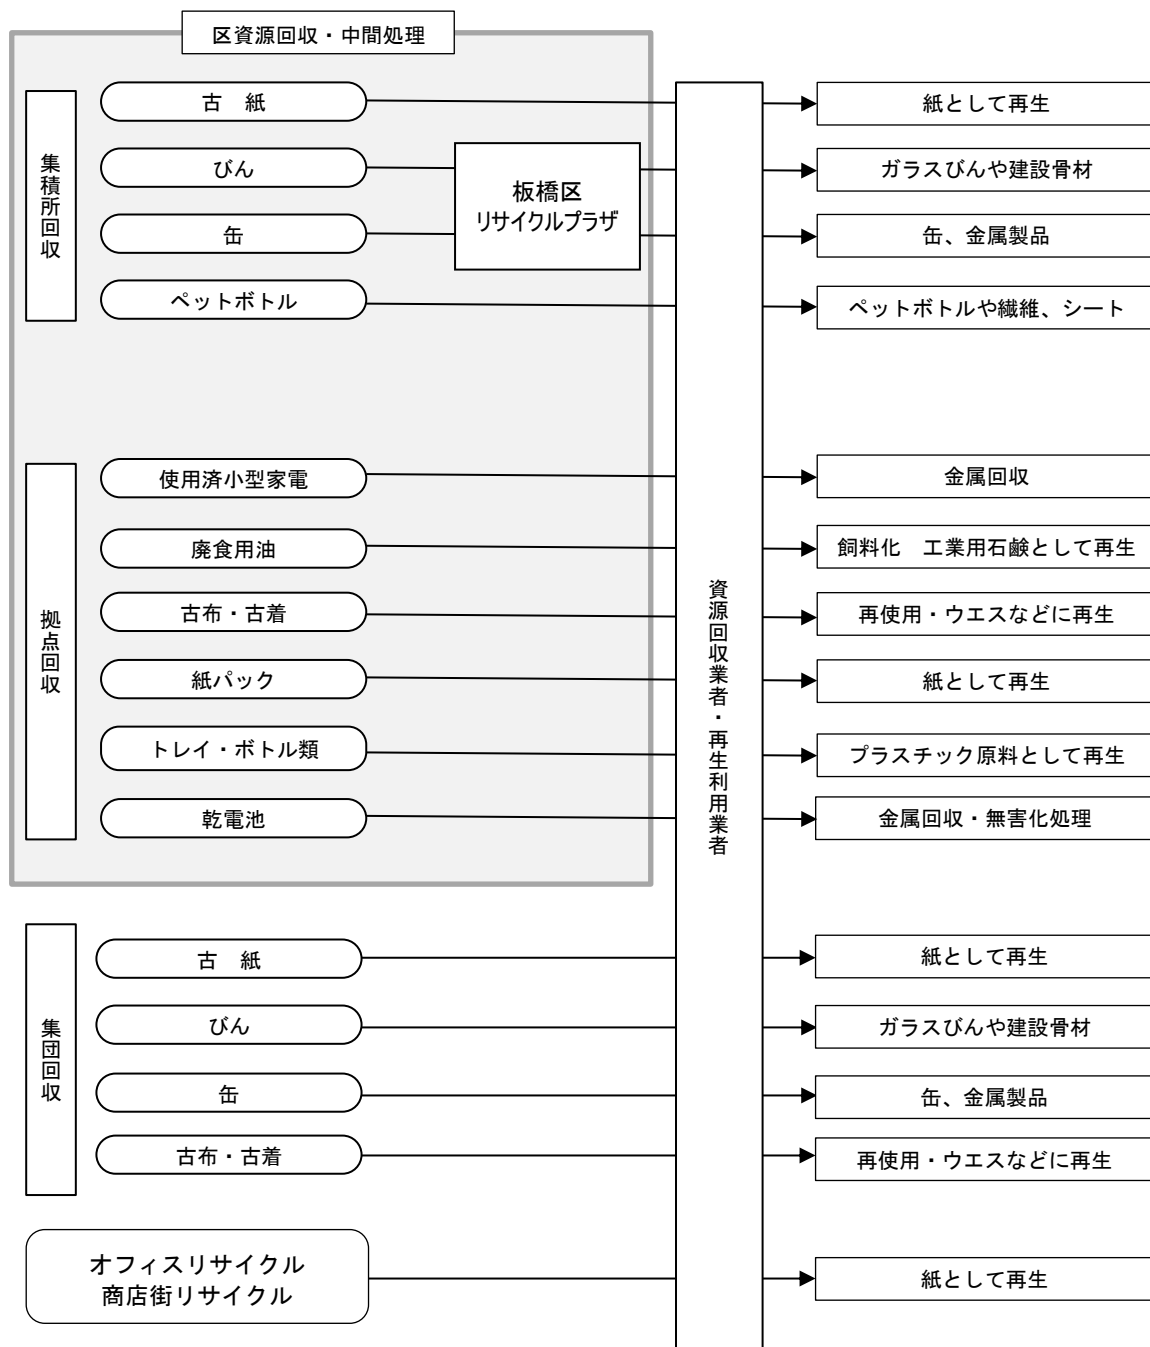 区資源回収・中間処理
集積所回収
古　紙
紙として再生
びん
板橋区
リサイクルプラザ
ガラスびんや建設骨材
缶
缶、金属製品
ペットボトル
ペットボトルや繊維、シート
拠点回収
使用済小型家電
金属回収
廃食用油
飼料化　工業用石鹸として再生
古布・古着
再使用・ウエスなどに再生
紙パック
紙として再生
トレイ・ボトル類
プラスチック原料として再生
乾電池
金属回収・無害化処理
資源回収業者・再生利用業者
集団回収
古　紙
紙として再生
びん
ガラスびんや建設骨材
缶
缶、金属製品
古布・古着
再使用・ウエスなどに再生
オフィスリサイクル
商店街リサイクル
紙として再生